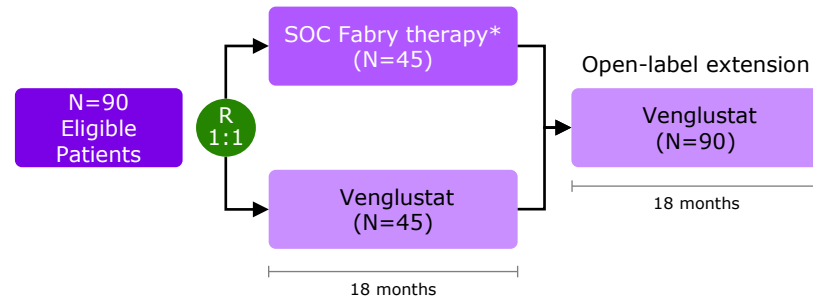 N=90
Eligible
Patients
R
1:1
SOC Fabry therapy*
(N=45)
Venglustat
(N=45)
18 months
Open-label extension
Venglustat
(N=90)
18 months